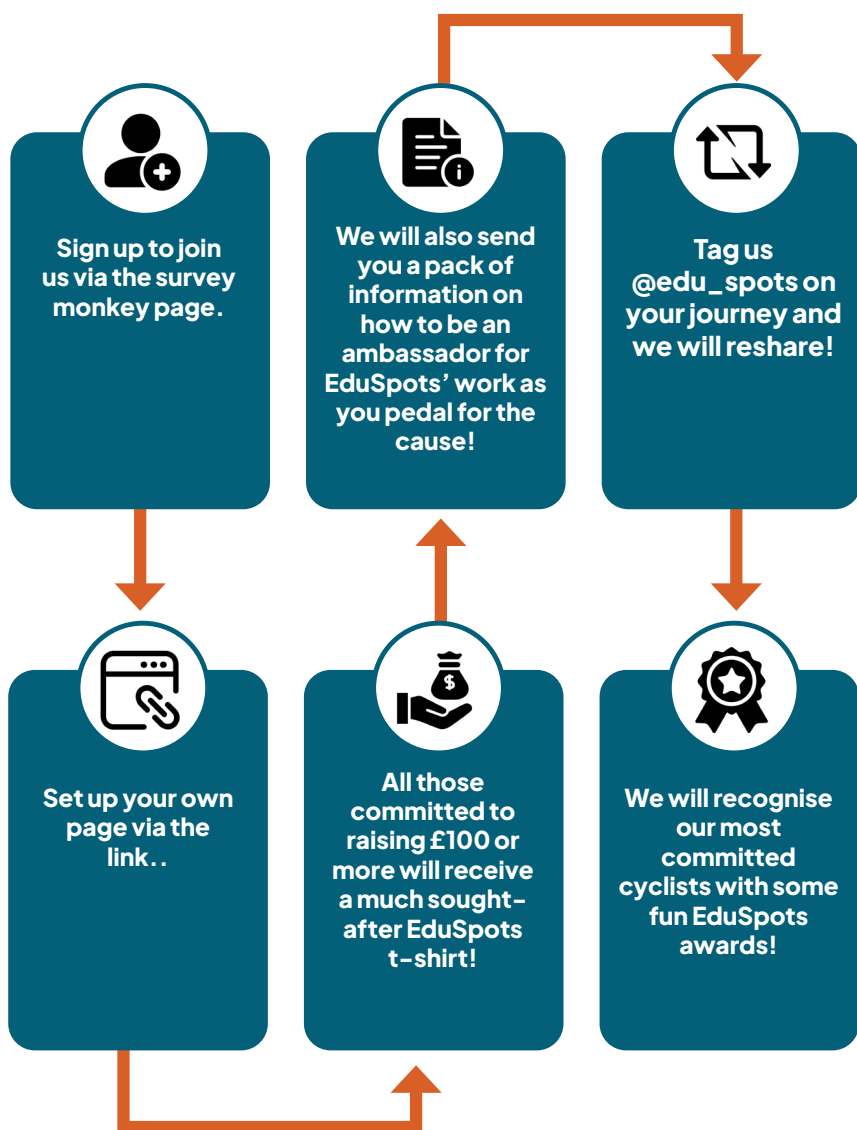 Sign up to join
us via the survey
monkey page.
Set up your own
page via the
link..
All those
committed to
raising £100 or
more will receive
a much sought-
after EduSpots
t-shirt!
We will also send
you a pack of
information on
how to be an
ambassador for
EduSpots’ work as
you pedal for the
cause!
Tag us
@edu_spots on
your journey and
we will reshare!
We will recognise
our most
committed
cyclists with some
fun EduSpots
awards!